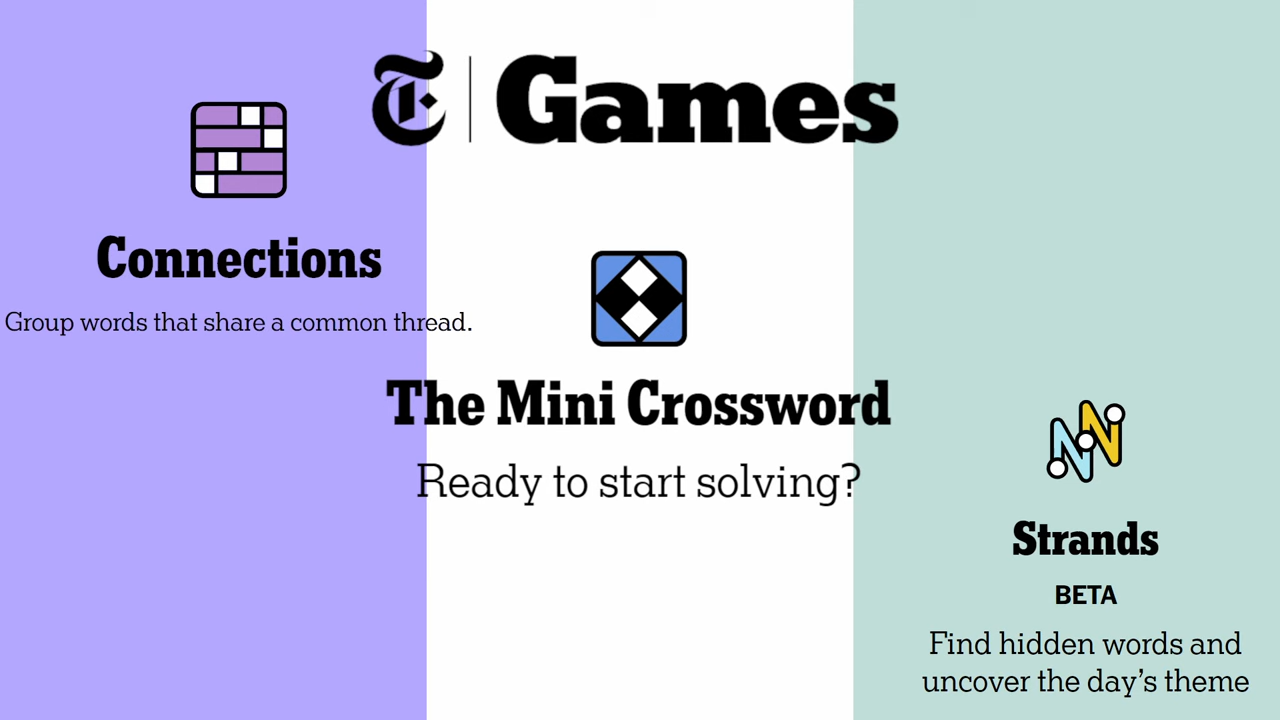 T | Games
Connections
Group words that share a common thread.
The Mini Crossword
Ready to start solving?
Strands
BETA
Find hidden words and
uncover the day’s theme